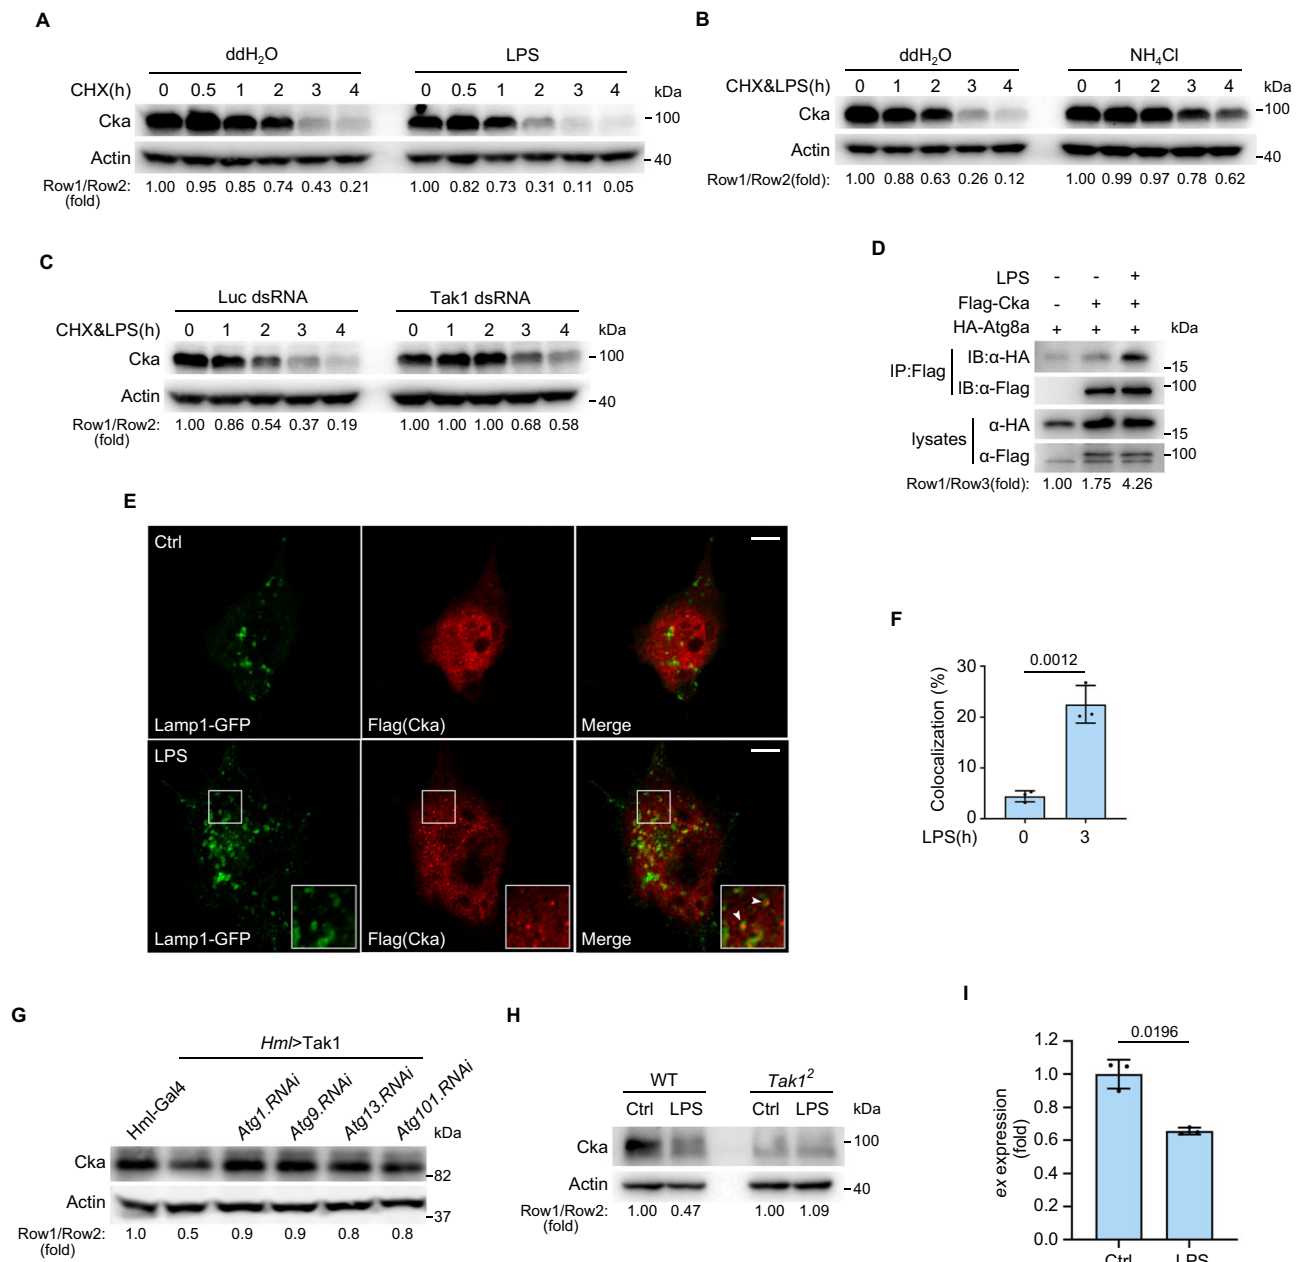 A
ddH₂O LPS
CHX(h) 0 0.5 1 2 3 4 0 0.5 1 2 3 4 kDa
Cka 100
Actin 40
Row1/Row2: 1.00 0.95 0.85 0.74 0.43 0.21 1.00 0.82 0.73 0.31 0.11 0.05
(fold)
B
ddH₂O NH₄Cl
CHX&LPS(h) 0 1 2 3 4 0 1 2 3 4 kDa
Cka 100
Actin 40
Row1/Row2(fold): 1.00 0.88 0.63 0.26 0.12 1.00 0.99 0.97 0.78 0.62
C
Luc dsRNA Tak1 dsRNA
CHX&LPS(h) 0 1 2 3 4 0 1 2 3 4 kDa
Cka 100
Actin 40
Row1/Row2: 1.00 0.86 0.54 0.37 0.19 1.00 1.00 1.00 0.68 0.58
(fold)
D
LPS - - +
Flag-Cka - + +
HA-Atg8a + + + kDa
IP:Flag IB:α-HA 15
IB:α-Flag 100
lysates α-HA 15
α-Flag 100
Row1/Row3(fold): 1.00 1.75 4.26
E
Ctrl
Lamp1-GFP Flag(Cka) Merge
LPS
Lamp1-GFP Flag(Cka) Merge
F
Colocalization (%)
30
20
10
0
0.0012
LPS(h) 0 3
G
Hml>Tak1
Hml-Gal4 Atg1.RNAi Atg9.RNAi Atg13.RNAi Atg101.RNAi kDa
Cka 82
Actin 37
Row1/Row2: 1.0 0.5 0.9 0.9 0.8 0.8
(fold)
H
WT Tak1²
Ctrl LPS Ctrl LPS kDa
Cka 100
Actin 40
Row1/Row2: 1.00 0.47 1.00 1.09
(fold)
I
ex expression
(fold)
1.2
1.0
0.8
0.6
0.4
0.2
0.0
0.0196
Ctrl LPS